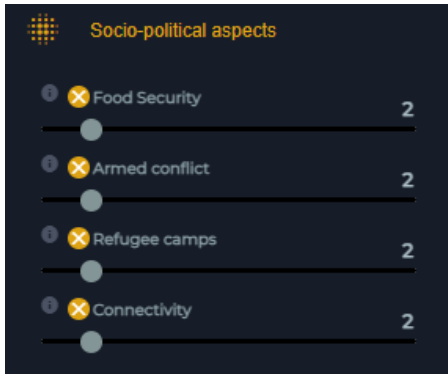 Socio-political aspects
Food Security
2
Armed conflict
2
Refugee camps
2
Connectivity
2